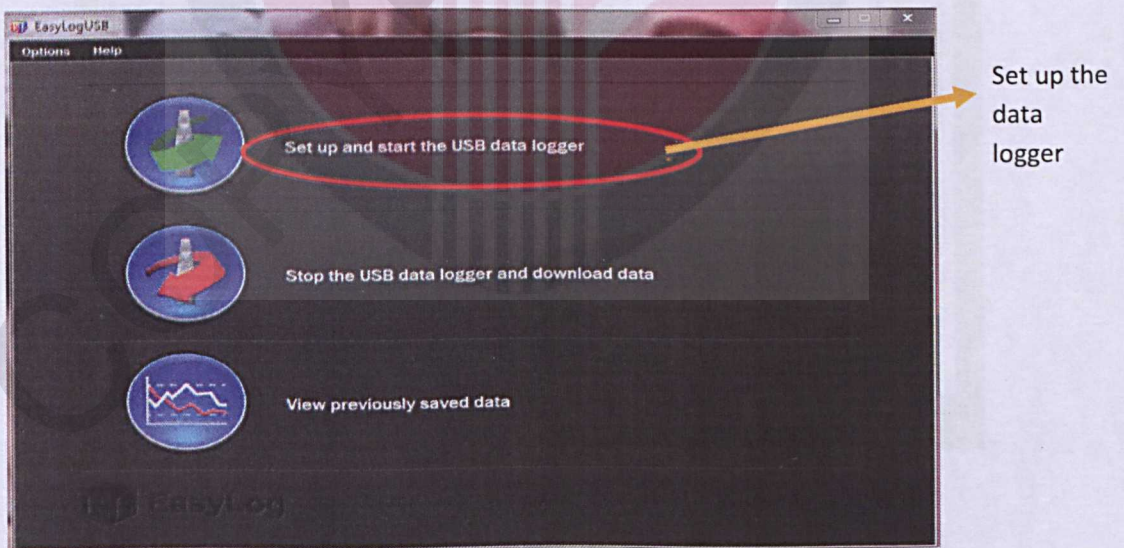 EasyLogUSB
Options Help
Set up and start the USB data logger
Stop the USB data logger and download data
View previously saved data
EasyLog
Set up the
data
logger